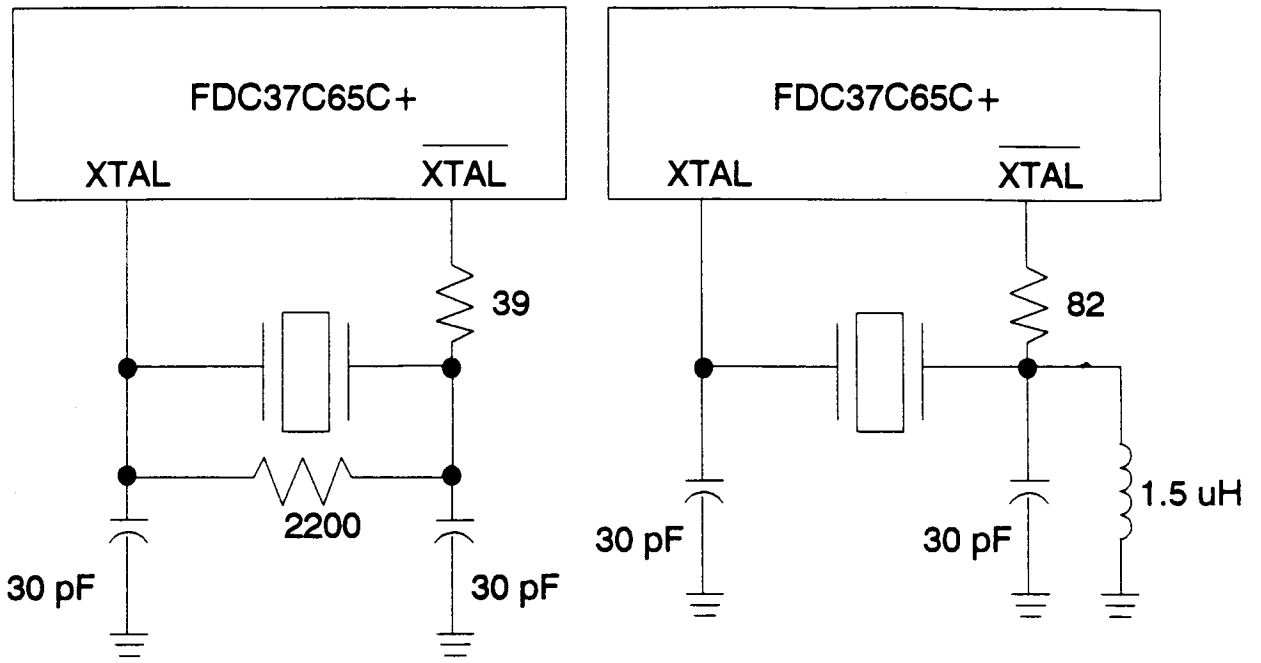 FDC37C65C+
XTAL
XTAL
39
2200
30 pF
30 pF
FDC37C65C+
XTAL
XTAL
82
1.5 uH
30 pF
30 pF